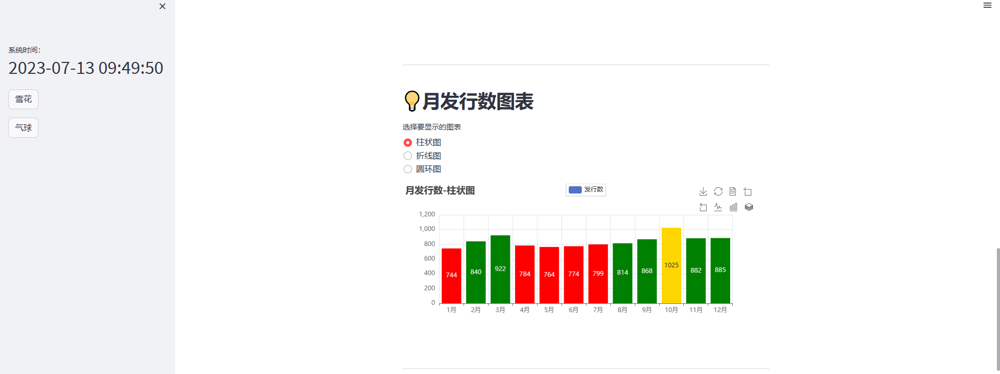 系统时间：
2023-07-13 09:49:50
雪花
气球
月发行数图表
选择要显示的图表
柱状图
折线图
圆环图
月发行数-柱状图
发行数
1,200
1,000
800
600
400
200
0
744
840
922
784
764
774
799
814
868
1025
882
885
1月
2月
3月
4月
5月
6月
7月
8月
9月
10月
11月
12月